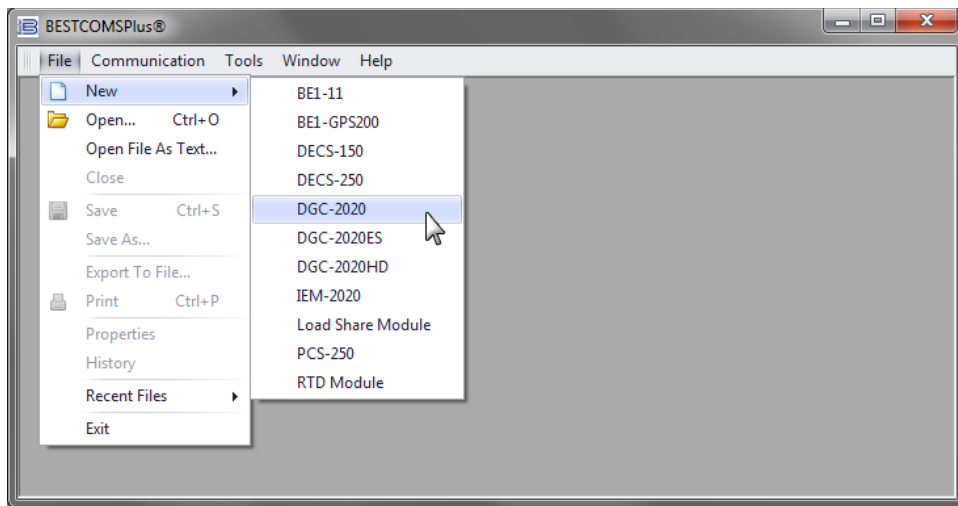 BESTCOMSPlus®
File Communication Tools Window Help
New
Open... Ctrl+O
Open File As Text...
Close
Save Ctrl+S
Save As...
Export To File...
Print Ctrl+P
Properties
History
Recent Files
Exit
BE1-11
BE1-GPS200
DECS-150
DECS-250
DGC-2020
DGC-2020ES
DGC-2020HD
IEM-2020
Load Share Module
PCS-250
RTD Module